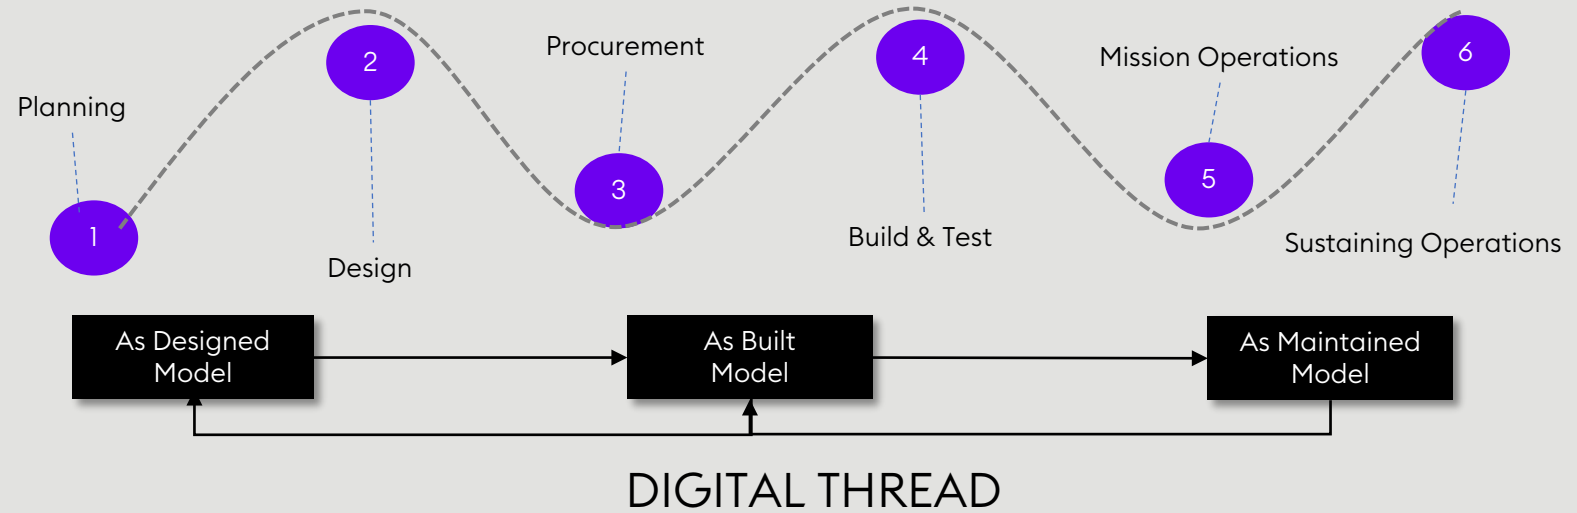 Planning
1
2
Design
Procurement
3
4
Build & Test
Mission Operations
5
6
Sustaining Operations
As Designed
Model
As Built
Model
As Maintained
Model
DIGITAL THREAD